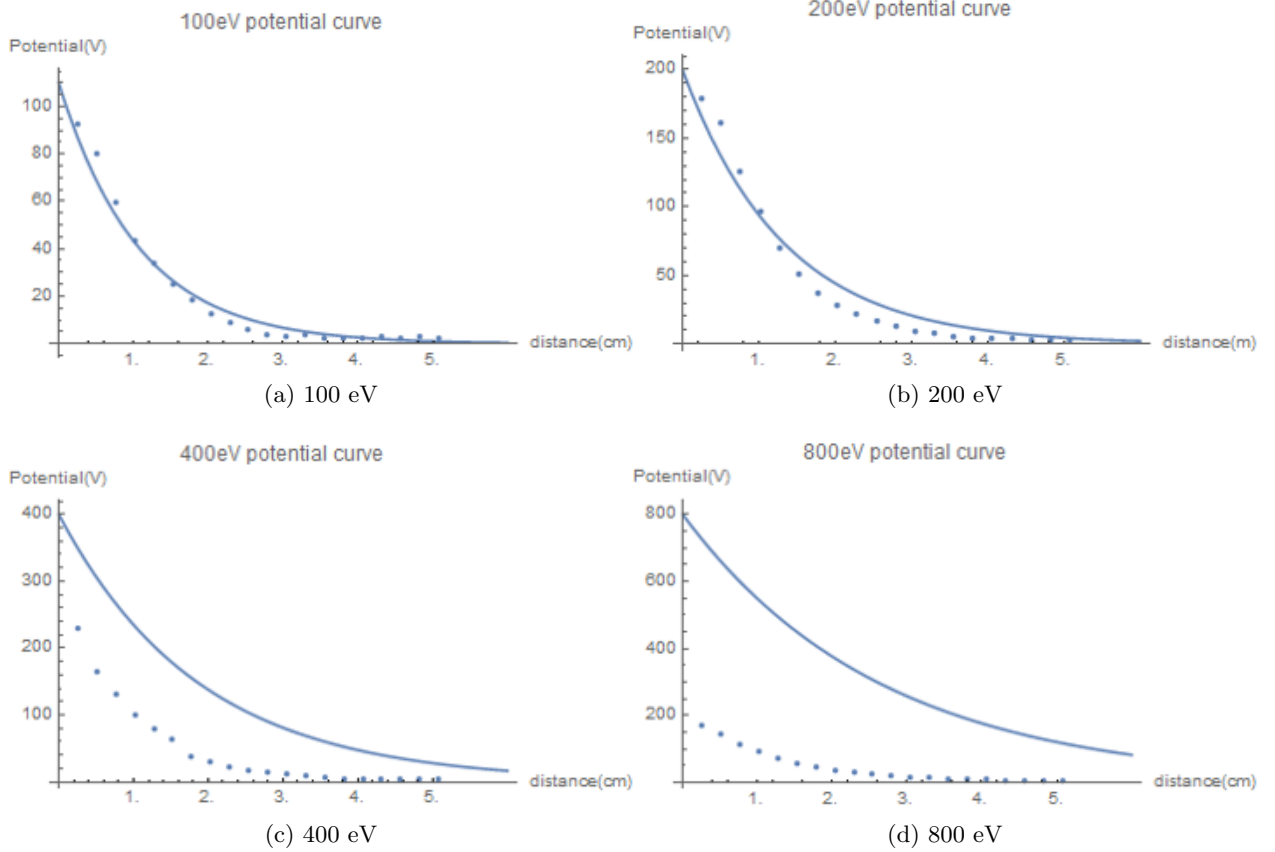 100eV potential curve
Potential(V)
100
80
60
40
20
1. 2. 3. 4. 5.
distance(cm)
(a) 100 eV
200eV potential curve
Potential(V)
200
150
100
50
1. 2. 3. 4. 5.
distance(m)
(b) 200 eV
400eV potential curve
Potential(V)
400
300
200
100
1. 2. 3. 4. 5.
distance(cm)
(c) 400 eV
800eV potential curve
Potential(V)
800
600
400
200
1. 2. 3. 4. 5.
distance(cm)
(d) 800 eV